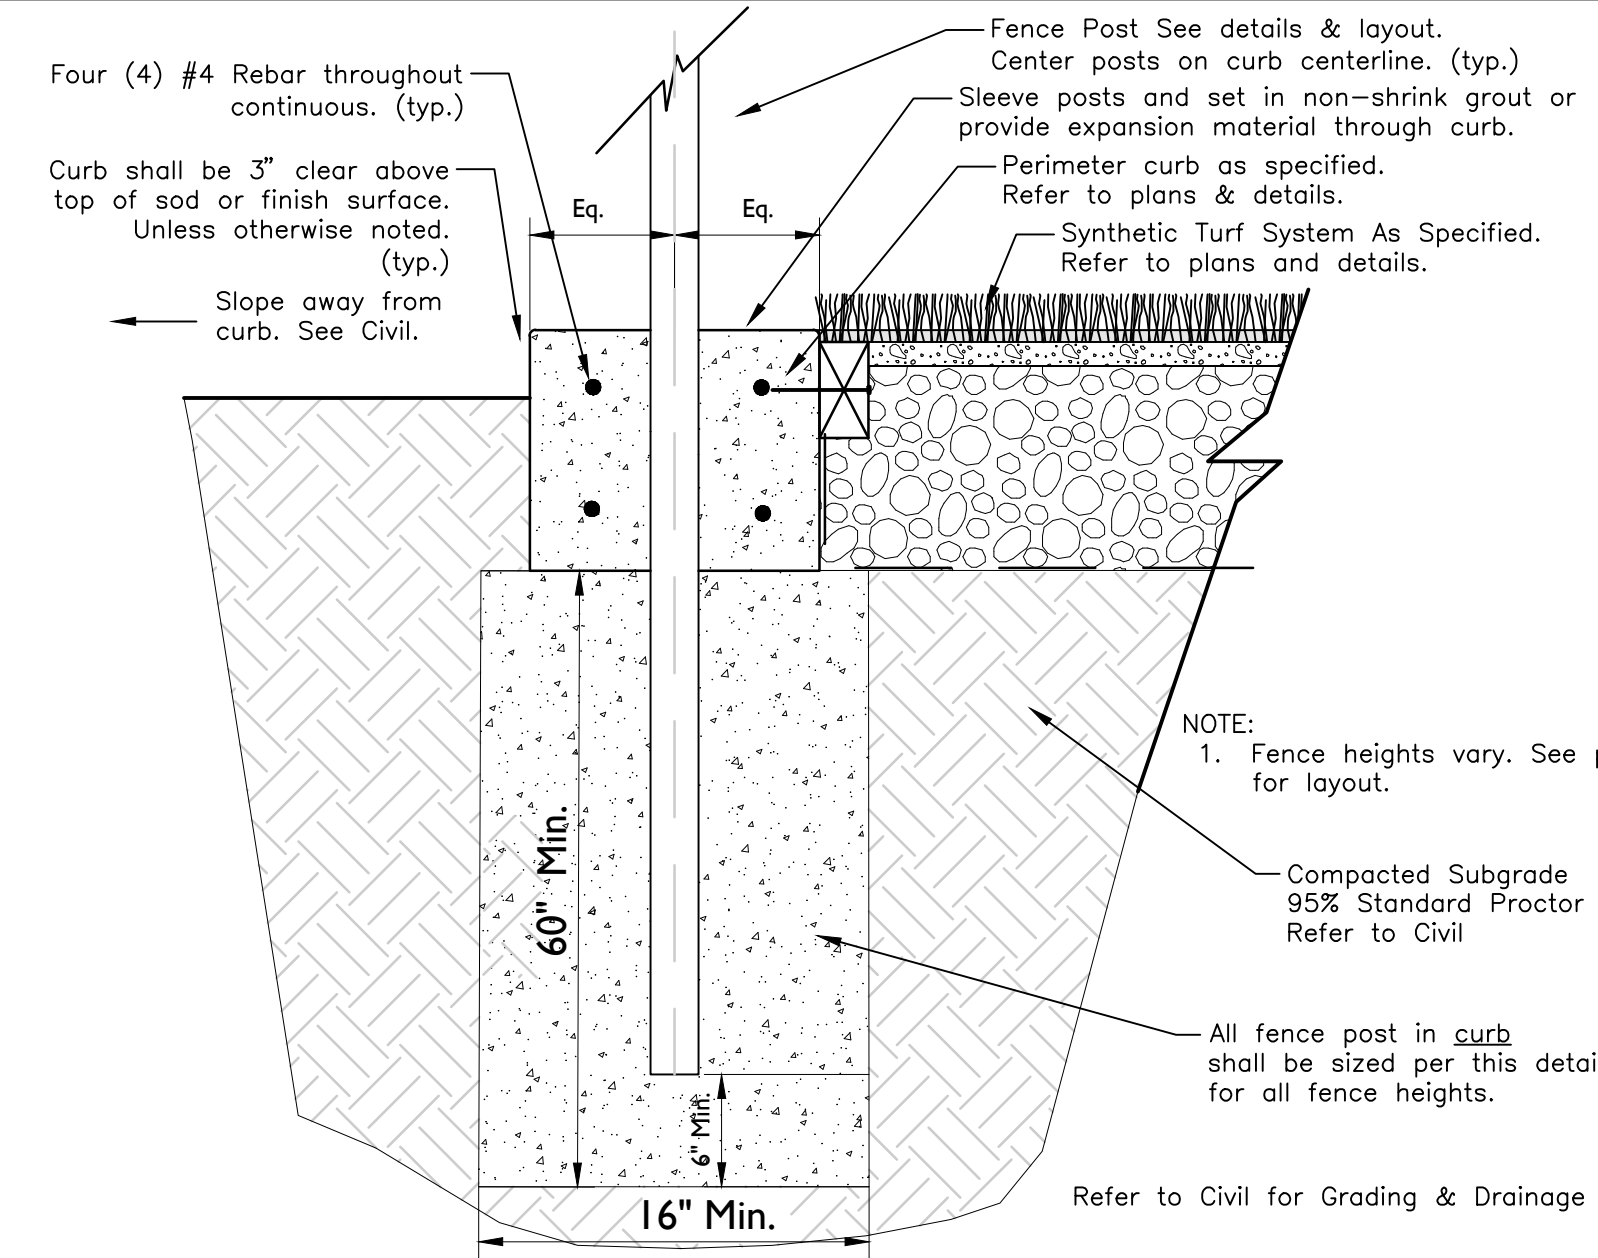 Four (4) #4 Rebar throughout
continuous. (typ.)
Curb shall be 3" clear above
top of sod or finish surface.
Unless otherwise noted.
(typ.)
Slope away from
curb. See Civil.
Fence Post See details & layout.
Center posts on curb centerline. (typ.)
Sleeve posts and set in non-shrink grout or
provide expansion material through curb.
Perimeter curb as specified.
Refer to plans & details.
Synthetic Turf System As Specified.
Refer to plans and details.
Eq.
Eq.
60" Min.
6" Min.
16" Min.
NOTE:
1. Fence heights vary. See
for layout.
Compacted Subgrade
95% Standard Proctor
Refer to Civil
All fence post in curb
shall be sized per this detai
for all fence heights.
Refer to Civil for Grading & Drainage